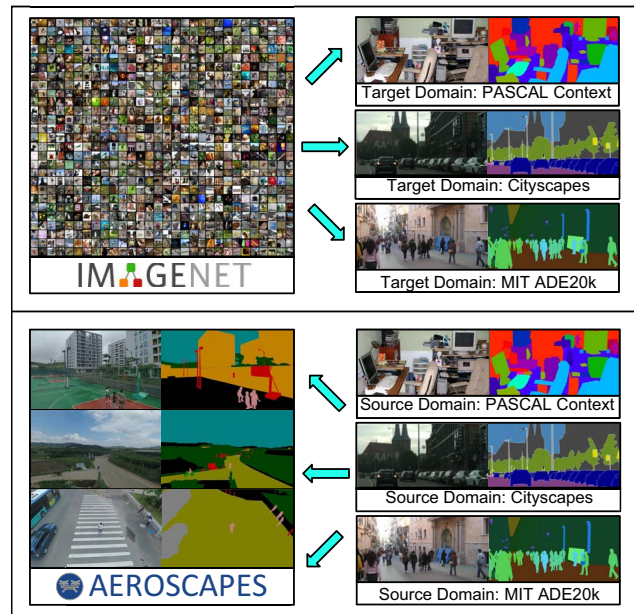 Target Domain: PASCAL Context
Target Domain: Cityscapes
IMAGENET
Target Domain: MIT ADE20k
Source Domain: PASCAL Context
Source Domain: Cityscapes
AEROSCAPES
Source Domain: MIT ADE20k